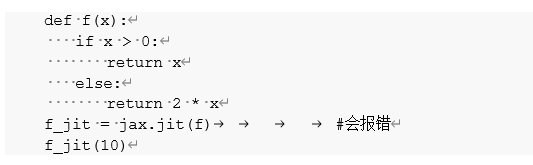 def f(x):
    if x > 0:
        return x
    else:
        return 2 * x
f_jit = jax.jit(f)→ → → → #会报错
f_jit(10)